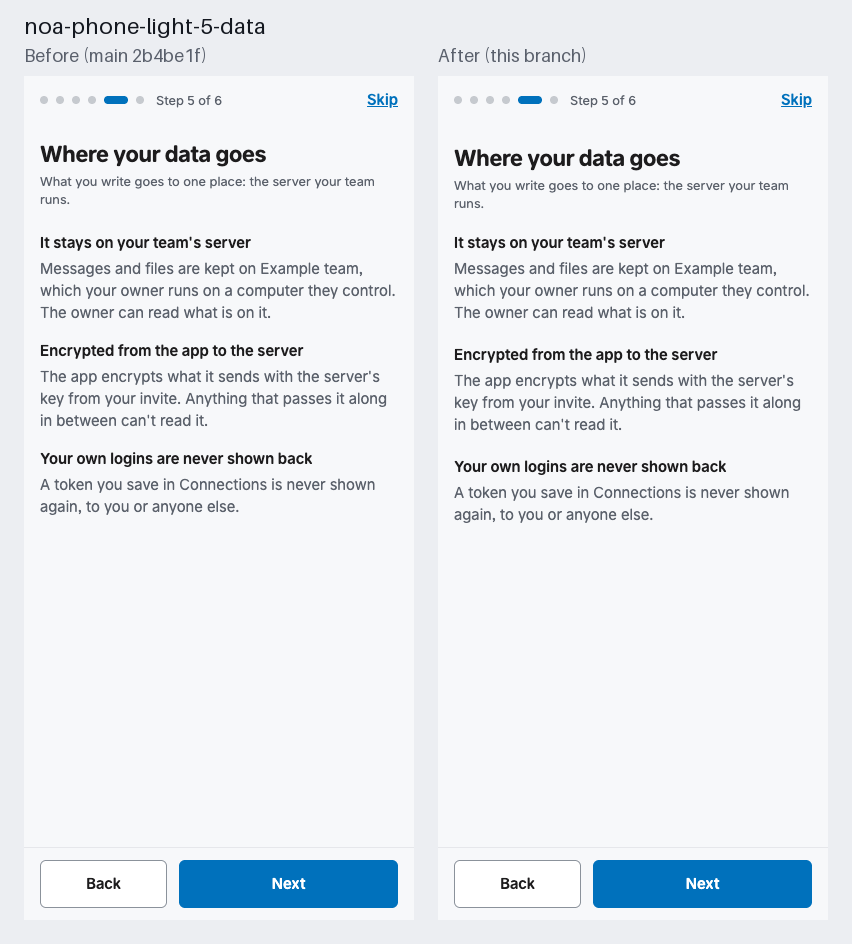 noa-phone-light-5-data
Before (main 2b4be1f)
After (this branch)
Step 5 of 6
Skip
Where your data goes
What you write goes to one place: the server your team
runs.
It stays on your team's server
Messages and files are kept on Example team,
which your owner runs on a computer they control.
The owner can read what is on it.
Encrypted from the app to the server
The app encrypts what it sends with the server's
key from your invite. Anything that passes it along
in between can't read it.
Your own logins are never shown back
A token you save in Connections is never shown
again, to you or anyone else.
Back
Next
Step 5 of 6
Skip
Where your data goes
What you write goes to one place: the server your team
runs.
It stays on your team's server
Messages and files are kept on Example team,
which your owner runs on a computer they control.
The owner can read what is on it.
Encrypted from the app to the server
The app encrypts what it sends with the server's
key from your invite. Anything that passes it along
in between can't read it.
Your own logins are never shown back
A token you save in Connections is never shown
again, to you or anyone else.
Back
Next